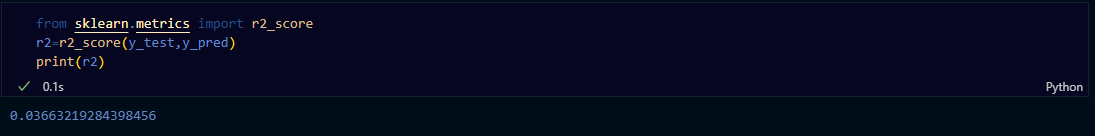 from sklearn.metrics import r2_score
r2=r2_score(y_test,y_pred)
print(r2)
0.1s
Python
0.03663219284398456